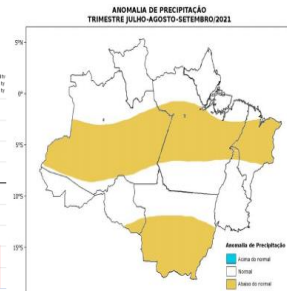 ANOMALIA DE PRECIPITAÇÃO
TRIMESTRE JULHO-AGOSTO-SETEMBRO/2021
5°N
0°
5°S
10°S
15°S
Anomalia de Precipitação
Acima do normal
Normal
Abaixo do normal